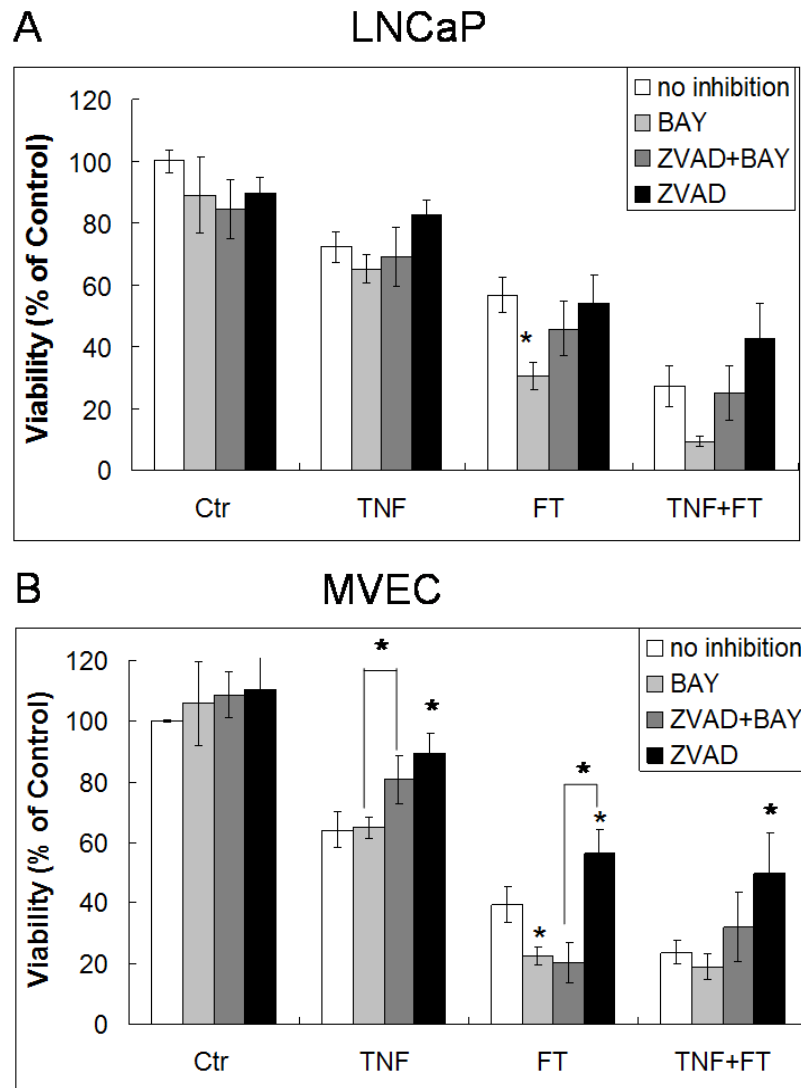 A LNCaP
no inhibition
BAY
ZVAD+BAY
ZVAD
Viability (% of Control)
120
100
80
60
40
20
0
*
Ctr TNF FT TNF+FT
B MVEC
no inhibition
BAY
ZVAD+BAY
ZVAD
Viability (% of Control)
120
100
80
60
40
20
0
* * * * * *
Ctr TNF FT TNF+FT